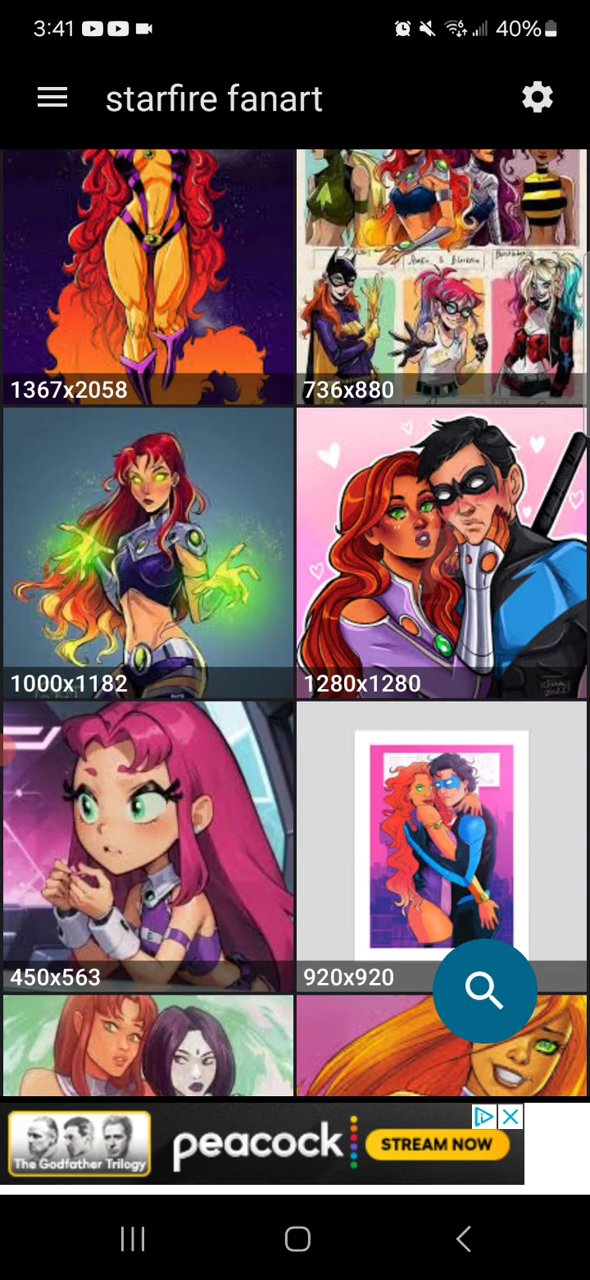 3:41
40%
starfire fanart
1367x2058
736x880
1000x1182
1280x1280
450x563
920x920
The Godfather Trilogy
peacock
STREAM NOW